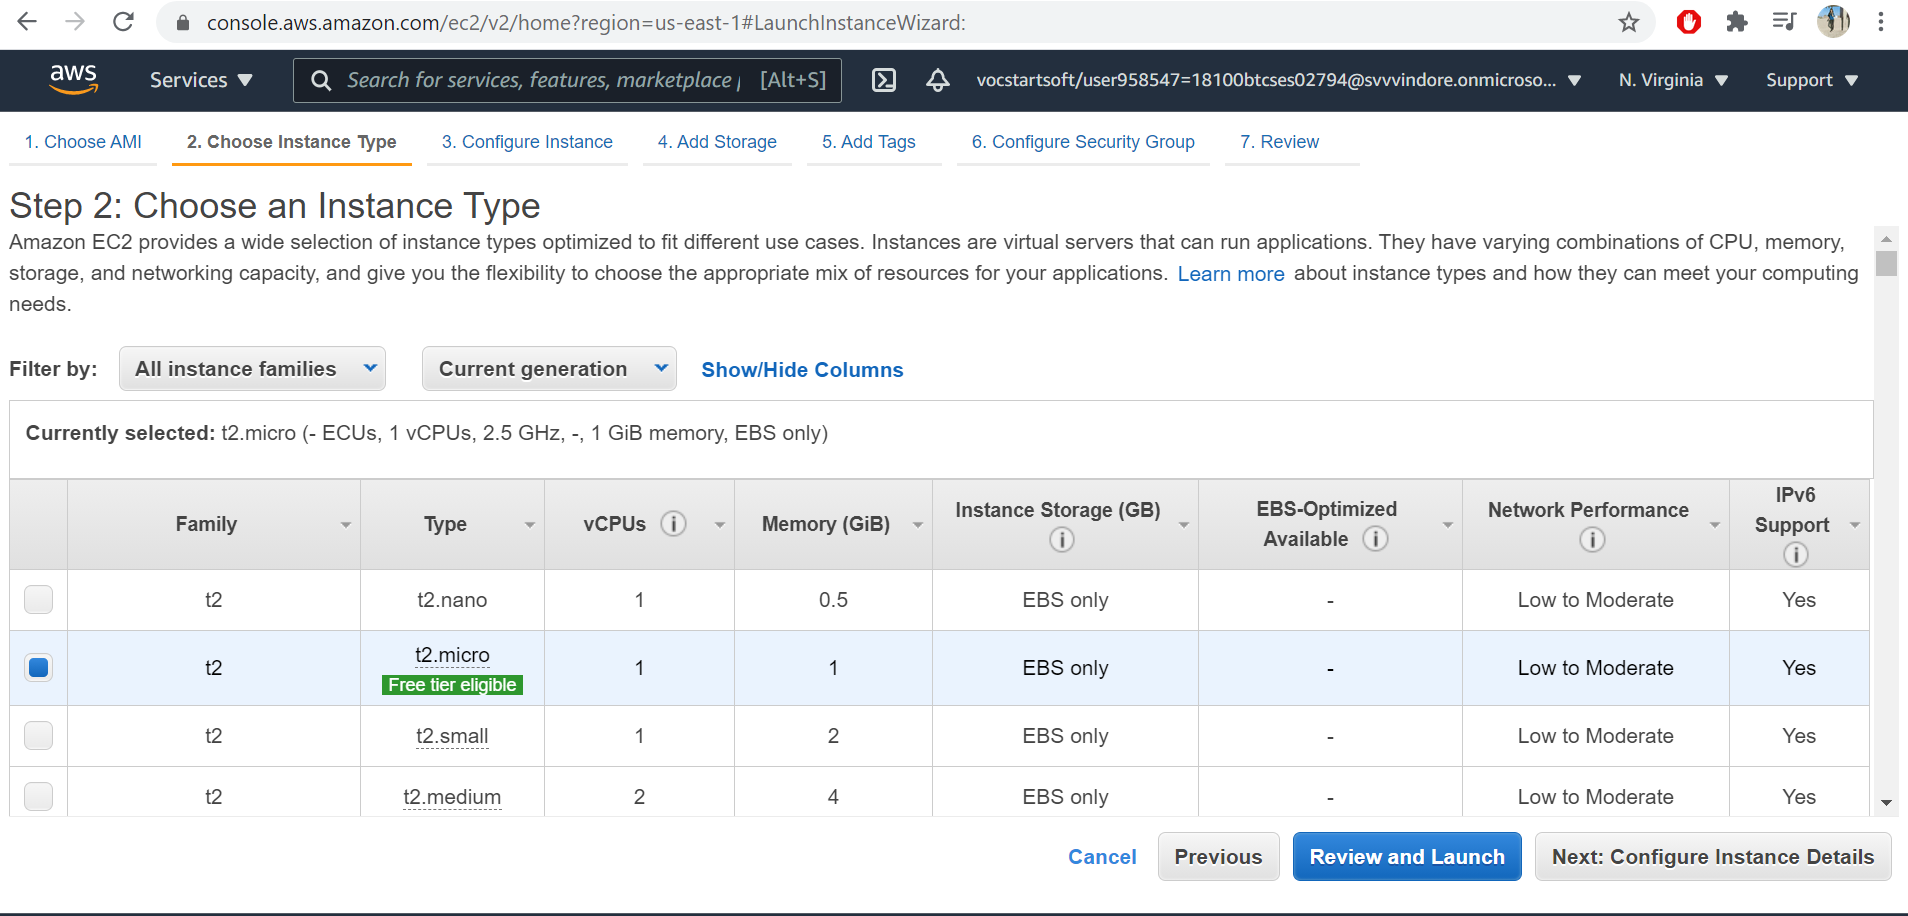 console.aws.amazon.com/ec2/v2/home?region=us-east-1#LaunchInstanceWizard:
aws Services Search for services, features, marketplace p [Alt+S] vocstartsoft/user958547=18100btcses02794@svvvindore.onmicroso... N. Virginia Support
1. Choose AMI 2. Choose Instance Type 3. Configure Instance 4. Add Storage 5. Add Tags 6. Configure Security Group 7. Review
Step 2: Choose an Instance Type
Amazon EC2 provides a wide selection of instance types optimized to fit different use cases. Instances are virtual servers that can run applications. They have varying combinations of CPU, memory,
storage, and networking capacity, and give you the flexibility to choose the appropriate mix of resources for your applications. Learn more about instance types and how they can meet your computing
needs.
Filter by: All instance families Current generation Show/Hide Columns
Currently selected: t2.micro (- ECUs, 1 vCPUs, 2.5 GHz, -, 1 GiB memory, EBS only)
Family Type vCPUs i Memory (GiB) Instance Storage (GB) i EBS-Optimized Available i Network Performance i IPv6 Support i
t2 t2.nano 1 0.5 EBS only - Low to Moderate Yes
t2 t2.micro Free tier eligible 1 1 EBS only - Low to Moderate Yes
t2 t2.small 1 2 EBS only - Low to Moderate Yes
t2 t2.medium 2 4 EBS only - Low to Moderate Yes
Cancel Previous Review and Launch Next: Configure Instance Details